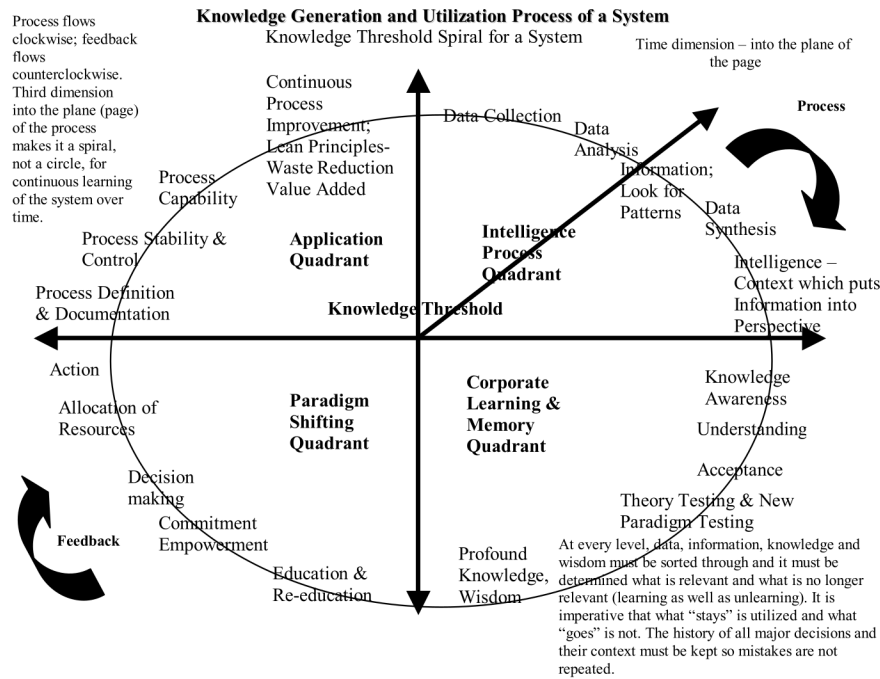 Knowledge Generation and Utilization Process of a System
Knowledge Threshold Spiral for a System
Process flows
clockwise; feedback
flows
counterclockwise.
Third dimension
into the plane (page)
of the process
makes it a spiral,
not a circle, for
continuous learning
of the system over
time.
Time dimension – into the plane of
the page
Process
Continuous
Process
Improvement;
Lean Principles-
Waste Reduction
Value Added
Data Collection
Data
Analysis
Information;
Look for
Patterns
Data
Synthesis
Intelligence –
Context which puts
Information into
Perspective
Process
Capability
Process Stability &
Control
Process Definition
& Documentation
Application
Quadrant
Intelligence
Process
Quadrant
Knowledge Threshold
Action
Allocation of
Resources
Decision
making
Commitment
Empowerment
Education &
Re-education
Paradigm
Shifting
Quadrant
Corporate
Learning &
Memory
Quadrant
Knowledge
Awareness
Understanding
Acceptance
Theory Testing & New
Paradigm Testing
Profound
Knowledge,
Wisdom
Feedback
At every level, data, information, knowledge and
wisdom must be sorted through and it must be
determined what is relevant and what is no longer
relevant (learning as well as unlearning). It is
imperative that what “stays” is utilized and what
“goes” is not. The history of all major decisions and
their context must be kept so mistakes are not
repeated.